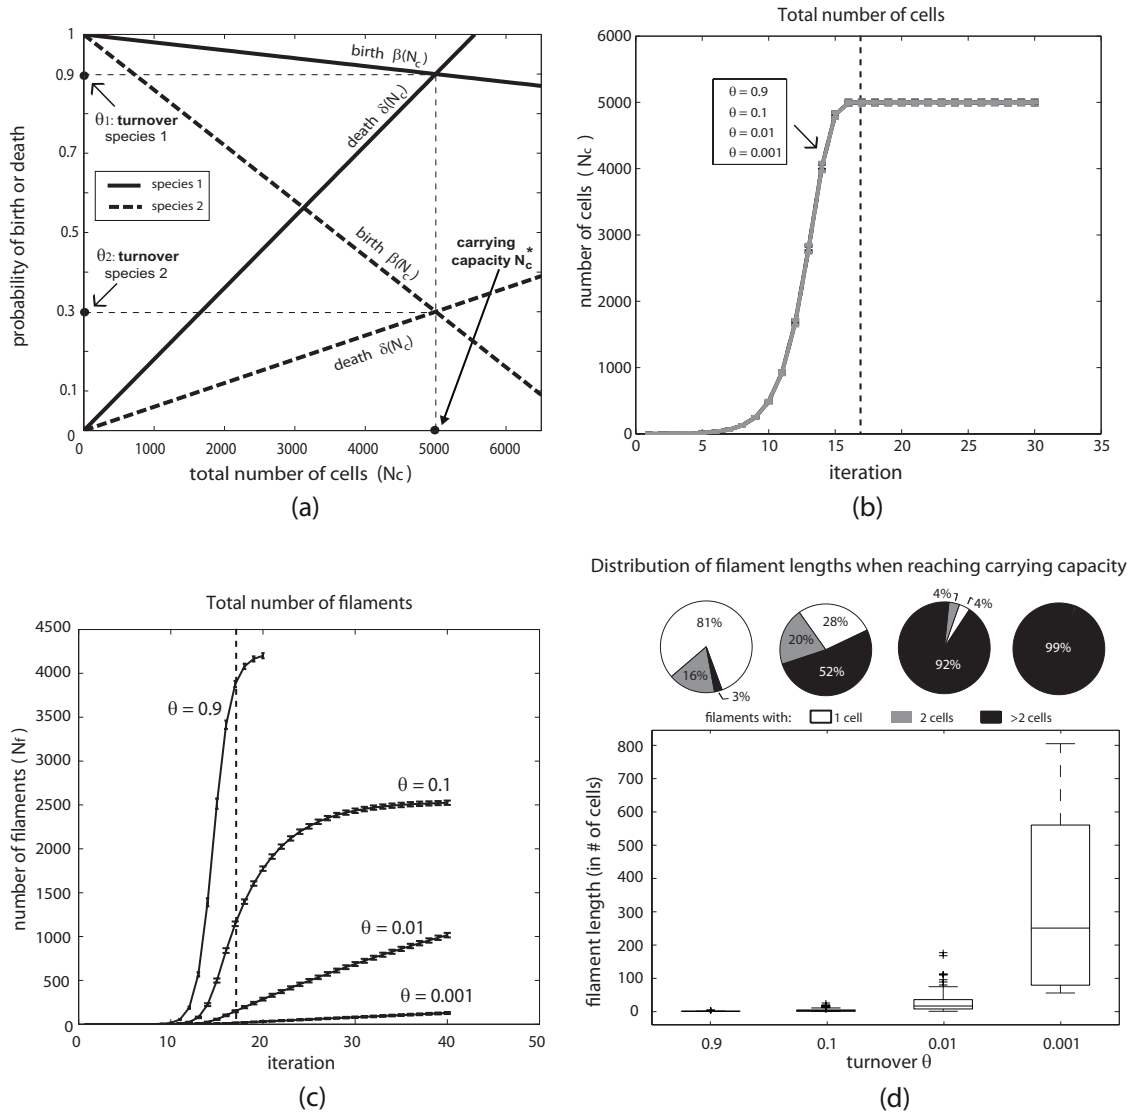 1
0.9
0.7
0.5
0.3
0.1
0
probability of birth or death
birth β(Nc)
death δ(Nc)
θ1: turnover
species 1
species 1
species 2
θ2: turnover
species 2
birth β(Nc)
death δ(Nc)
carrying
capacity Nc*
0 1000 2000 3000 4000 5000 6000
total number of cells (Nc)
(a)
Total number of cells
6000
5000
4000
3000
2000
1000
0
number of cells (Nc)
θ = 0.9
θ = 0.1
θ = 0.01
θ = 0.001
0 5 10 15 20 25 30 35
iteration
(b)
Total number of filaments
4500
4000
3500
3000
2500
2000
1500
1000
500
0
number of filaments (Nf)
θ = 0.9
θ = 0.1
θ = 0.01
θ = 0.001
0 10 20 30 40 50
iteration
(c)
Distribution of filament lengths when reaching carrying capacity
81%
16%
3%
28%
20%
52%
4%
4%
92%
99%
filaments with: 1 cell 2 cells >2 cells
800
700
600
500
400
300
200
100
0
filament length (in # of cells)
0.9 0.1 0.01 0.001
turnover θ
(d)